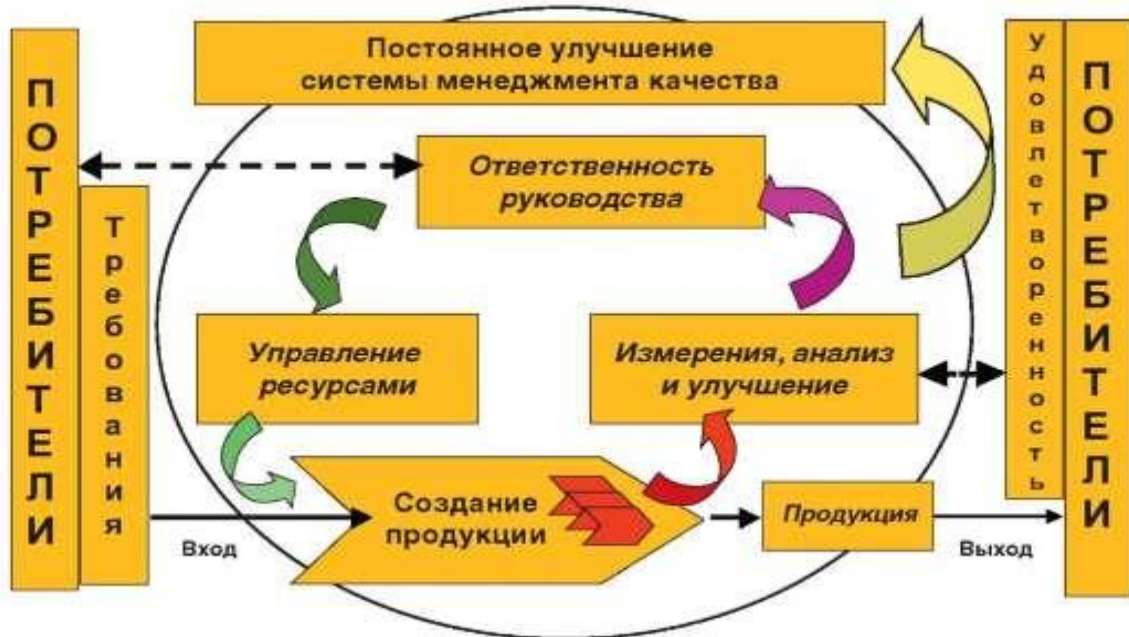 ПОТРЕБИТЕЛИ
Требования
Постоянное улучшение
системы менеджмента качества
Ответственность
руководства
Управление
ресурсами
Измерения, анализ
и улучшение
Вход
Создание
продукции
Продукция
Выход
Удовлетворенность
ПОТРЕБИТЕЛИ